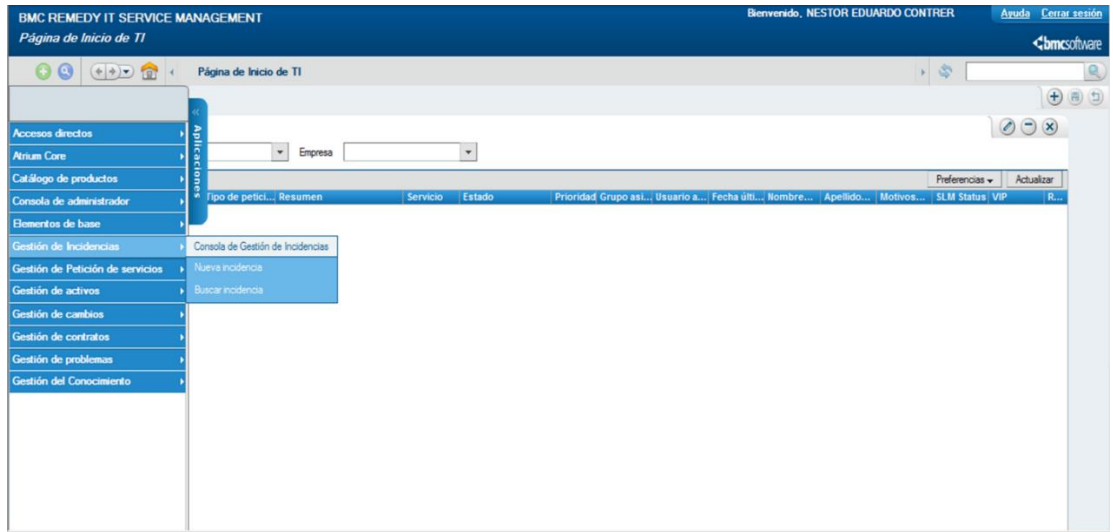 BMC REMEDY IT SERVICE MANAGEMENT
Bienvenido, NESTOR EDUARDO CONTRER
Ayuda Cerrar sesión
Página de Inicio de TI
bmcsoftware
Página de Inicio de TI
Aplicaciones
Accesos directos
Atrium Core
Empresa
Catálogo de productos
Preferencias
Actualizar
Consola de administrador
Tipo de petici... Resumen Servicio Estado Prioridad Grupo asi... Usuario a... Fecha últi... Nombre... Apellido... Motivos... SLM Status VIP R...
Elementos de base
Gestión de Incidencias
Consola de Gestión de Incidencias
Gestión de Petición de servicios
Nueva incidencia
Gestión de activos
Buscar incidencia
Gestión de cambios
Gestión de contratos
Gestión de problemas
Gestión del Conocimiento